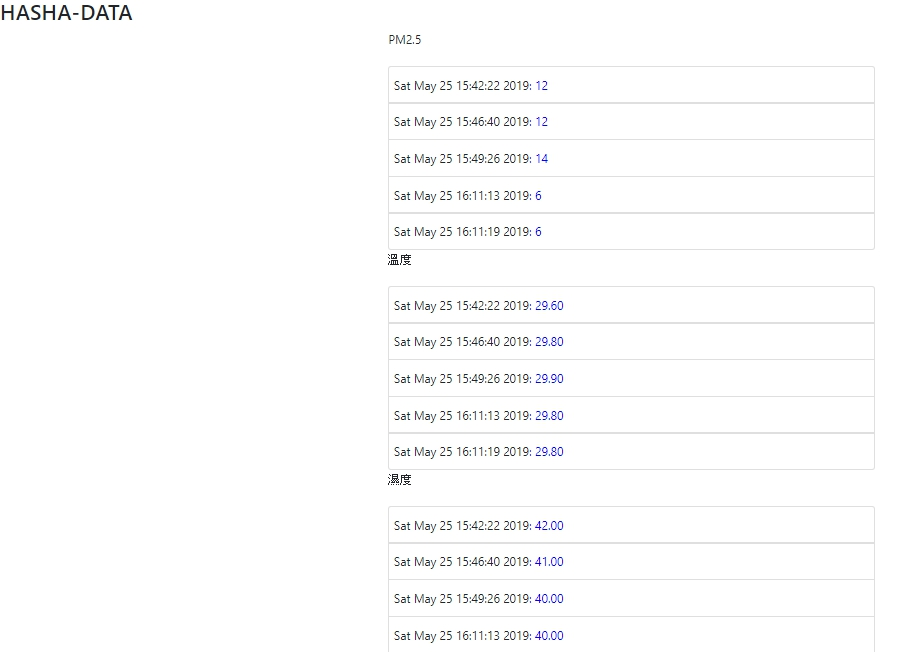 HASHA-DATA
PM2.5
Sat May 25 15:42:22 2019: 12
Sat May 25 15:46:40 2019: 12
Sat May 25 15:49:26 2019: 14
Sat May 25 16:11:13 2019: 6
Sat May 25 16:11:19 2019: 6
溫度
Sat May 25 15:42:22 2019: 29.60
Sat May 25 15:46:40 2019: 29.80
Sat May 25 15:49:26 2019: 29.90
Sat May 25 16:11:13 2019: 29.80
Sat May 25 16:11:19 2019: 29.80
濕度
Sat May 25 15:42:22 2019: 42.00
Sat May 25 15:46:40 2019: 41.00
Sat May 25 15:49:26 2019: 40.00
Sat May 25 16:11:13 2019: 40.00